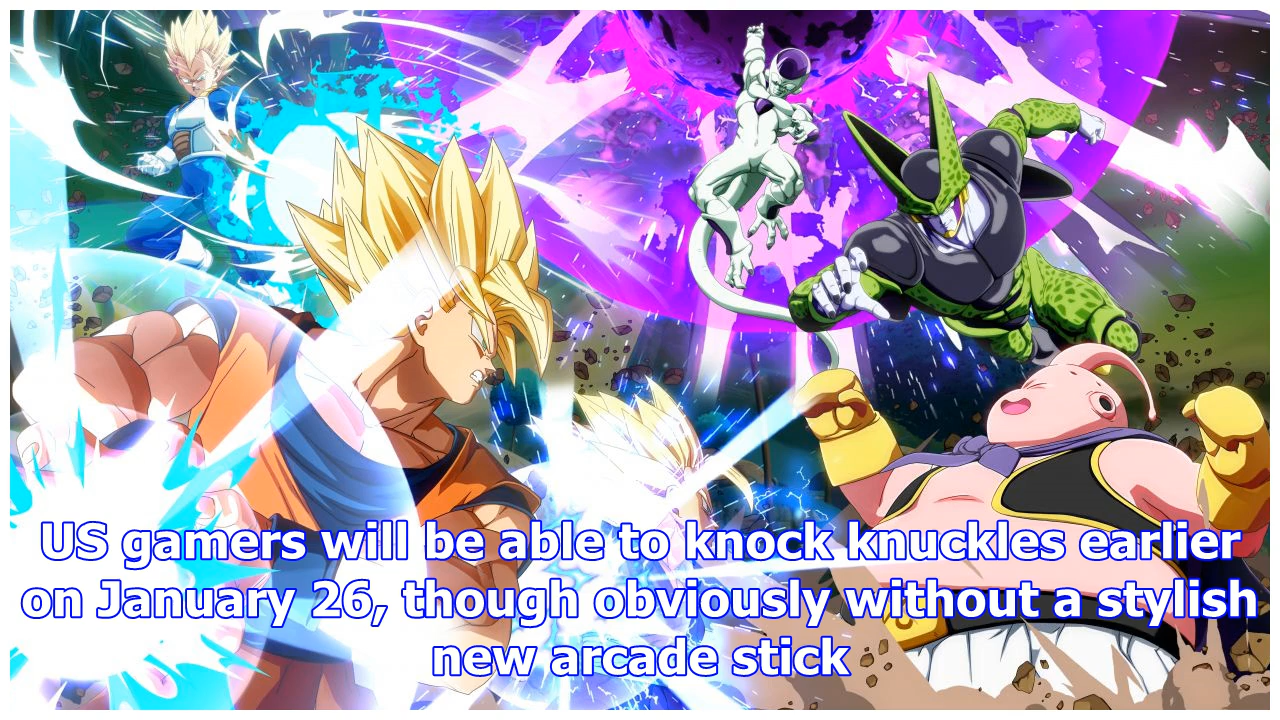 US gamers will be able to knock knuckles earlier
on January 26, though obviously without a stylish
new arcade stick